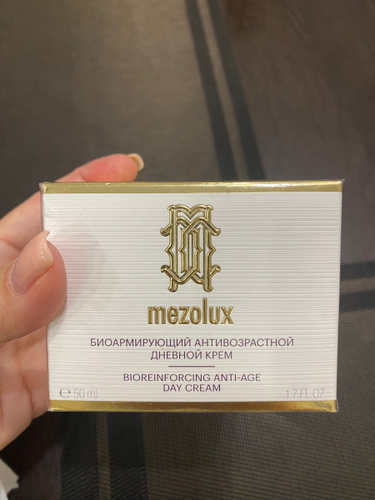 mezolux
БИОАРМИРУЮЩИЙ АНТИВОЗРАСТНОЙ
ДНЕВНОЙ КРЕМ
BIOREINFORCING ANTI-AGE
DAY CREAM
℮ 50 mL 1.7 FL OZ